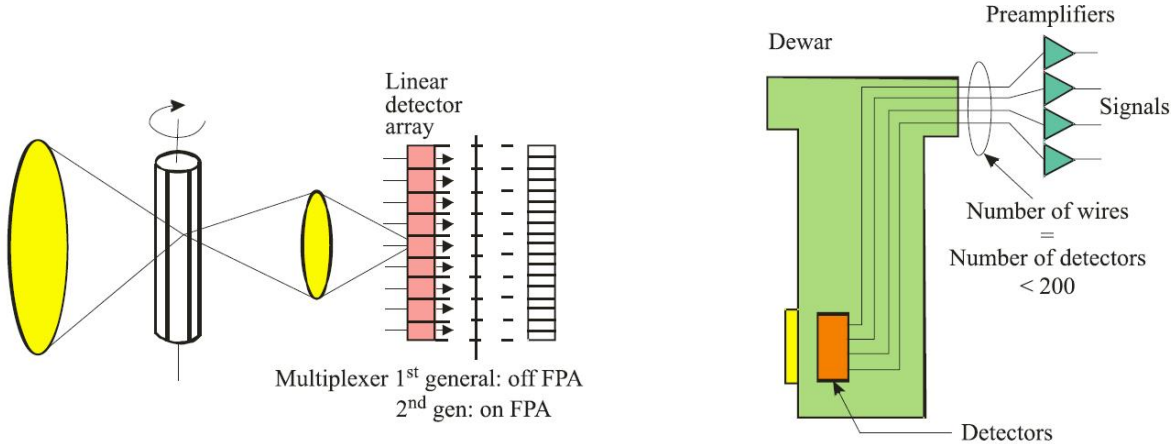 Linear
detector
array
Multiplexer 1st general: off FPA
2nd gen: on FPA
Dewar
Preamplifiers
Signals
Number of wires
=
Number of detectors
< 200
Detectors